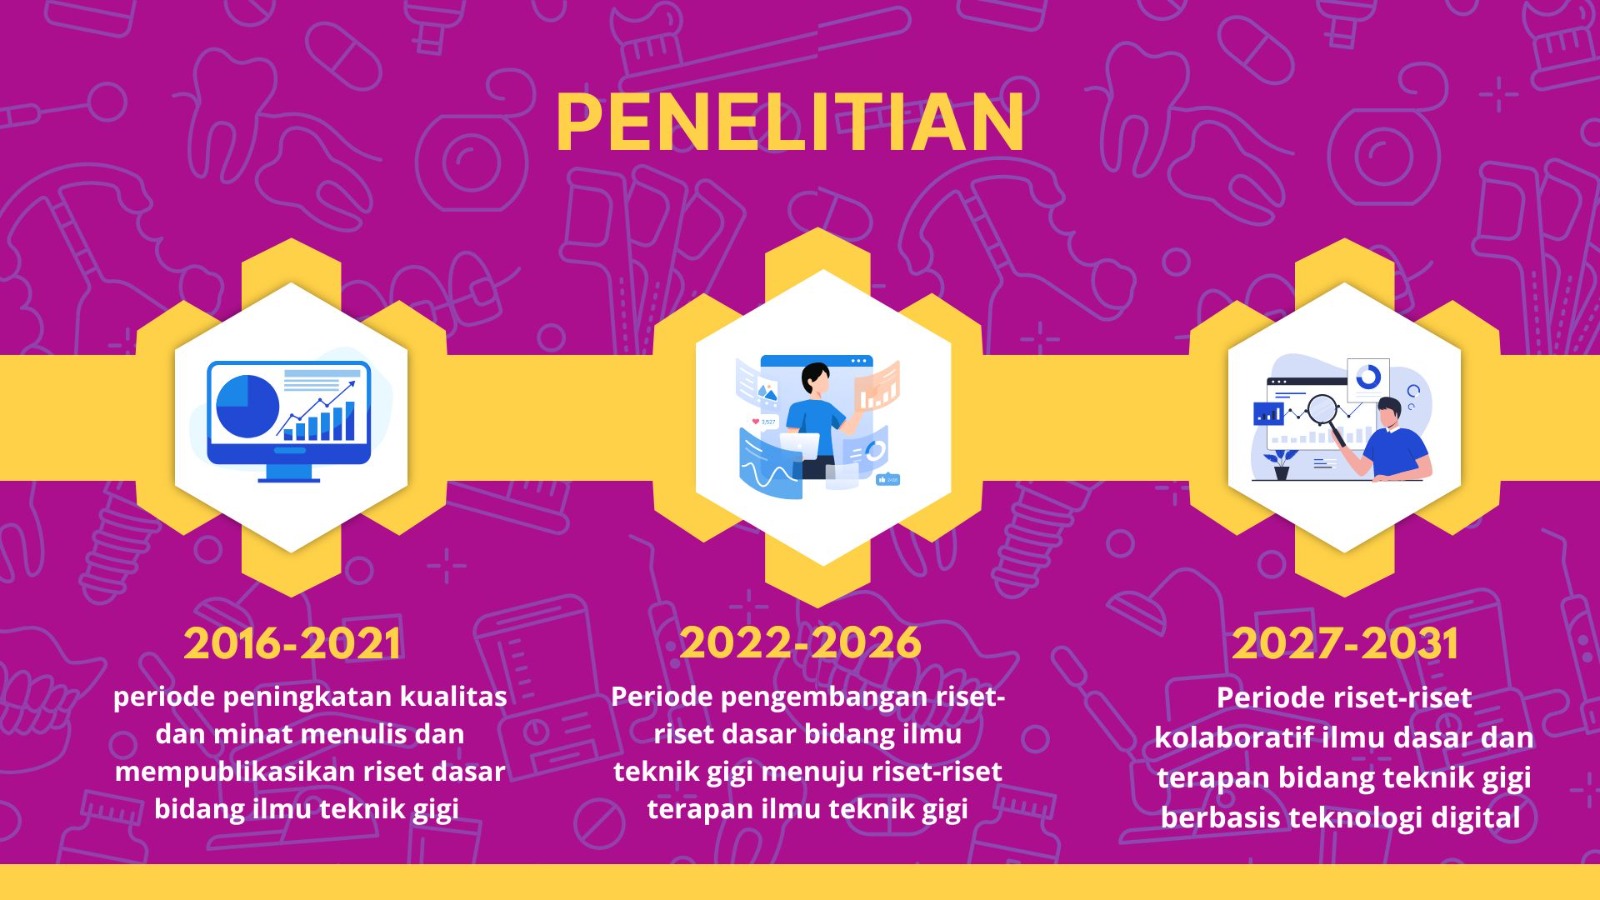 PENELITIAN
2016-2021
periode peningkatan kualitas
dan minat menulis dan
mempublikasikan riset dasar
bidang ilmu teknik gigi
2022-2026
Periode pengembangan riset-
riset dasar bidang ilmu
teknik gigi menuju riset-riset
terapan ilmu teknik gigi
2027-2031
Periode riset-riset
kolaboratif ilmu dasar dan
terapan bidang teknik gigi
berbasis teknologi digital